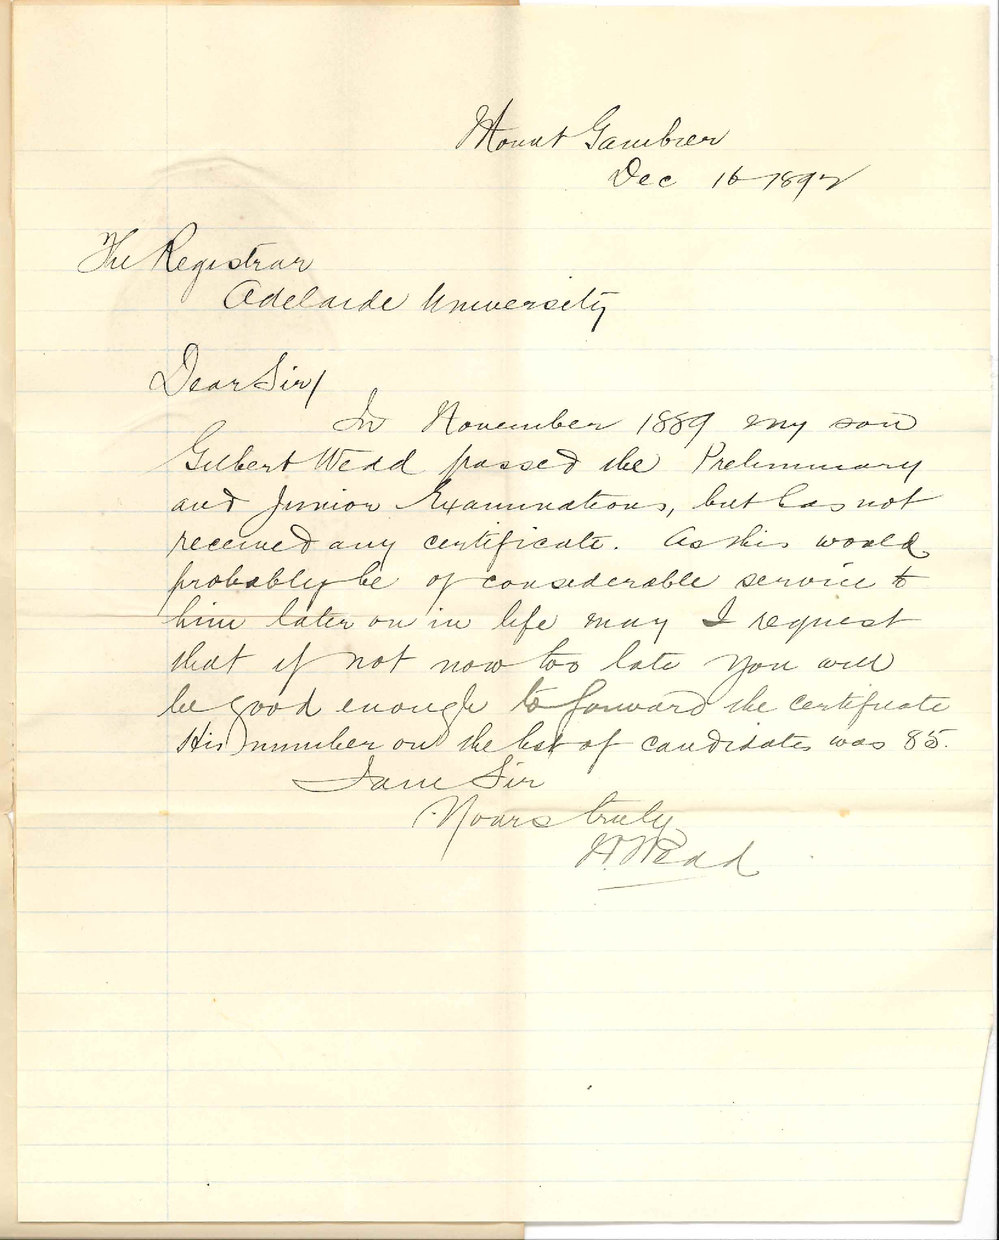 Mount Gambier
Dec 16 1892
The Registrar
Adelaide University
Dear Sir/
In November 1889 my son
Gilbert Wedd passed the Preliminary
and Junior Examinations, but has not
received any certificate. As this would
probably be of considerable service to
him later on in life may I request
that if not now too late you will
be good enough to forward the certificate
His number on the list of candidates was 85.
I am Sir
Yours truly
Wedd